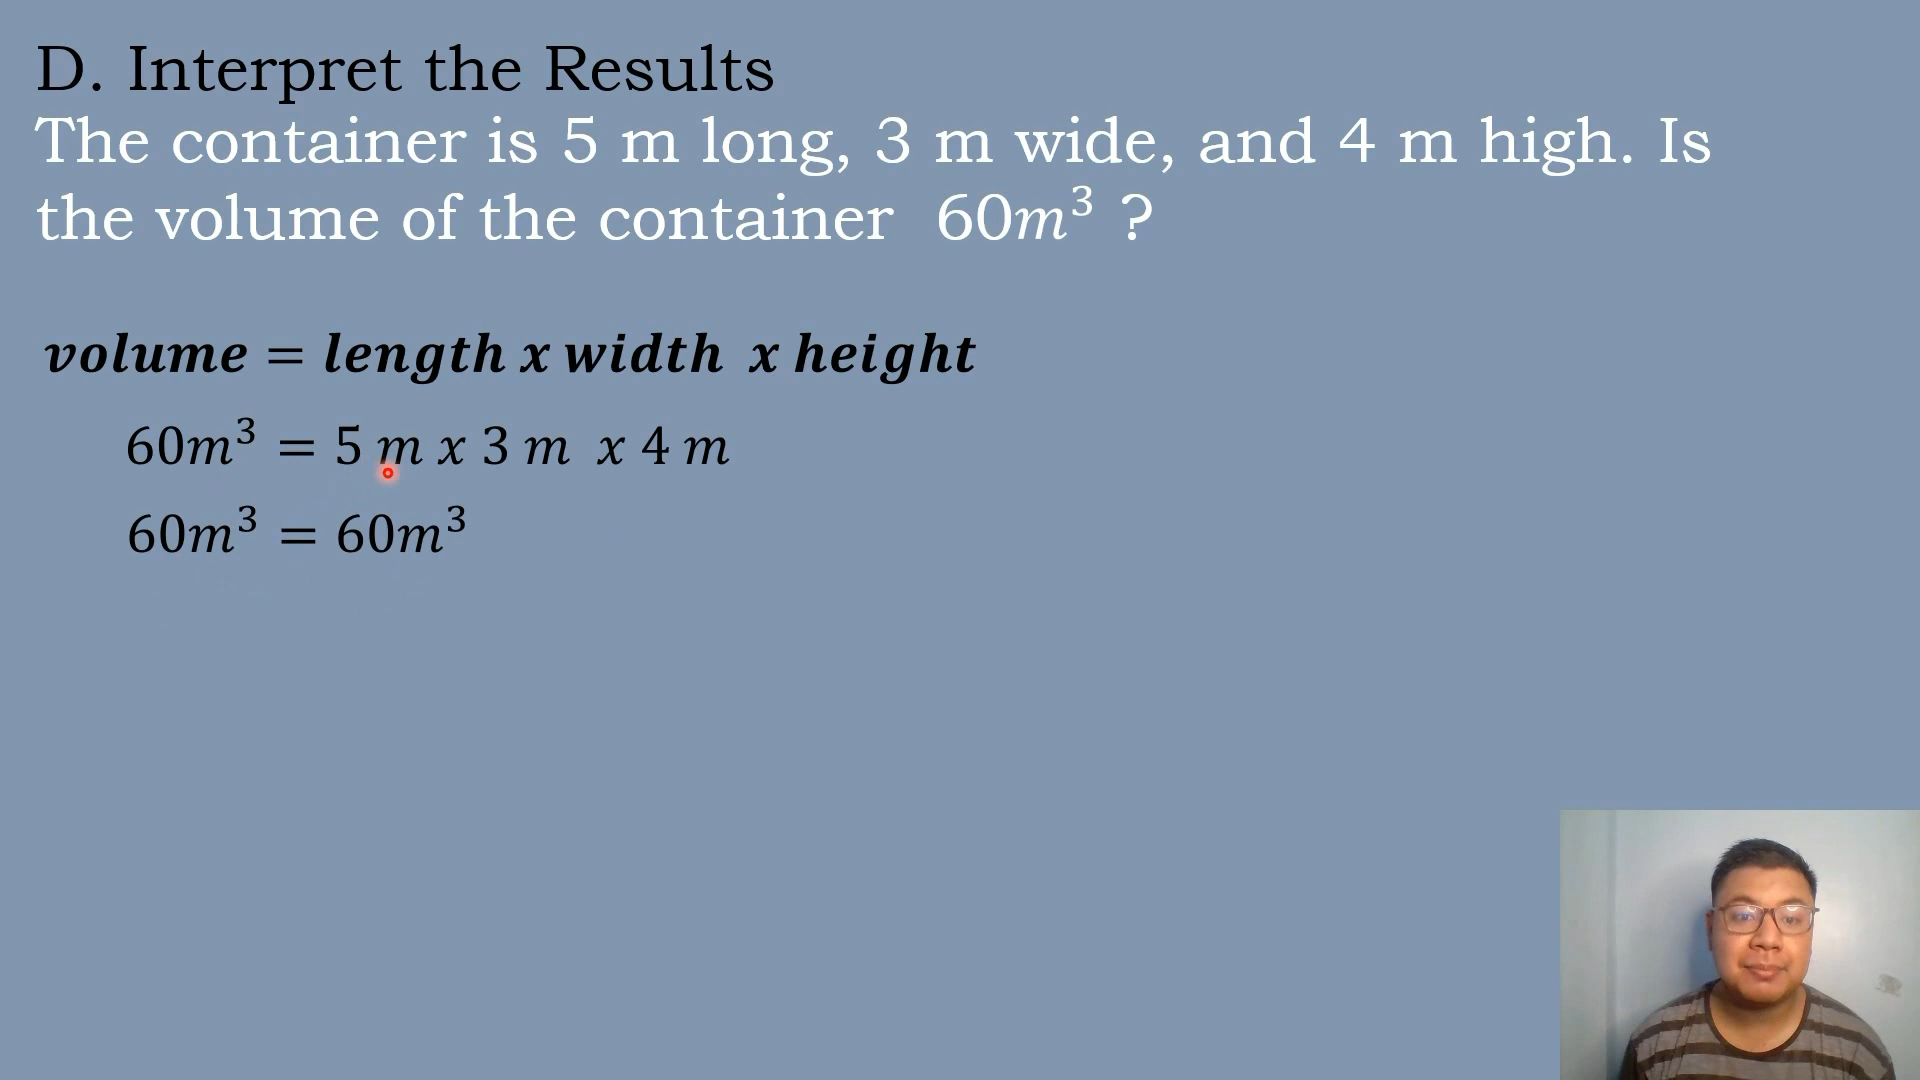 D. Interpret the Results
The container is 5 m long, 3 m wide, and 4 m high. Is
the volume of the container 60m³ ?
volume = length x width x height
60m³ = 5 m x 3 m x 4 m
60m³ = 60m³